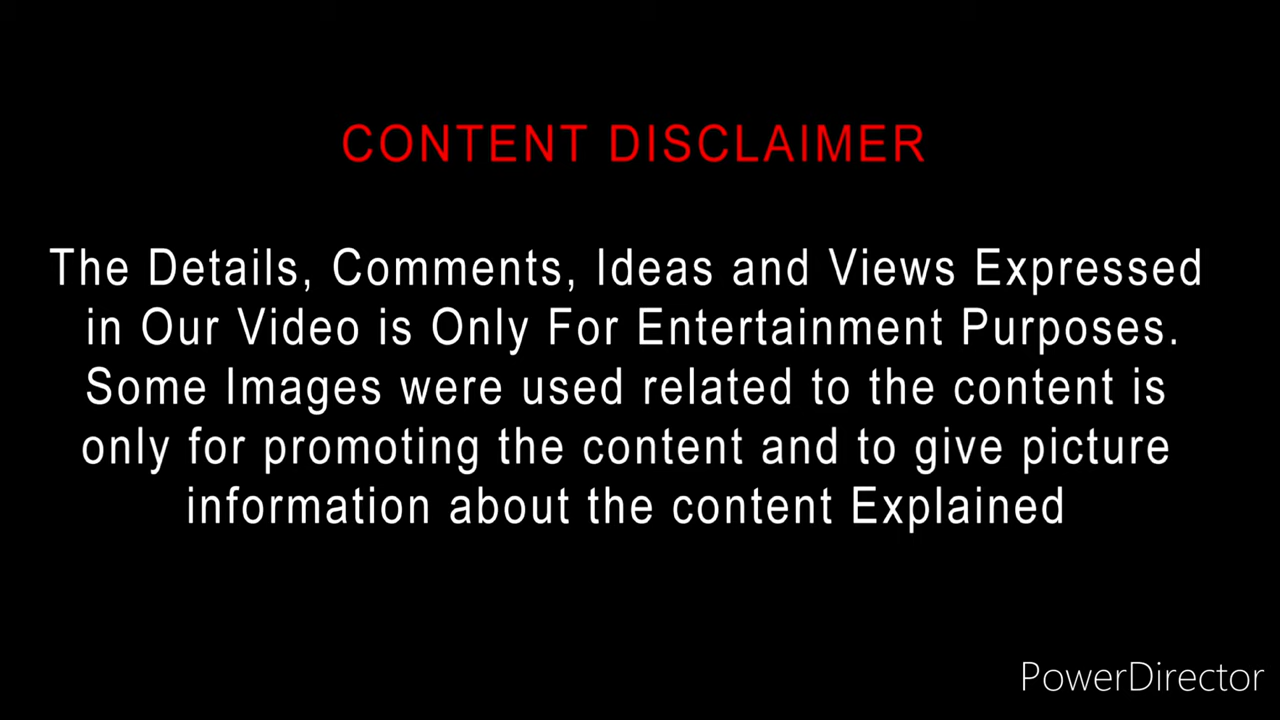 CONTENT DISCLAIMER
The Details, Comments, Ideas and Views Expressed
in Our Video is Only For Entertainment Purposes.
Some Images were used related to the content is
only for promoting the content and to give picture
information about the content Explained
PowerDirector